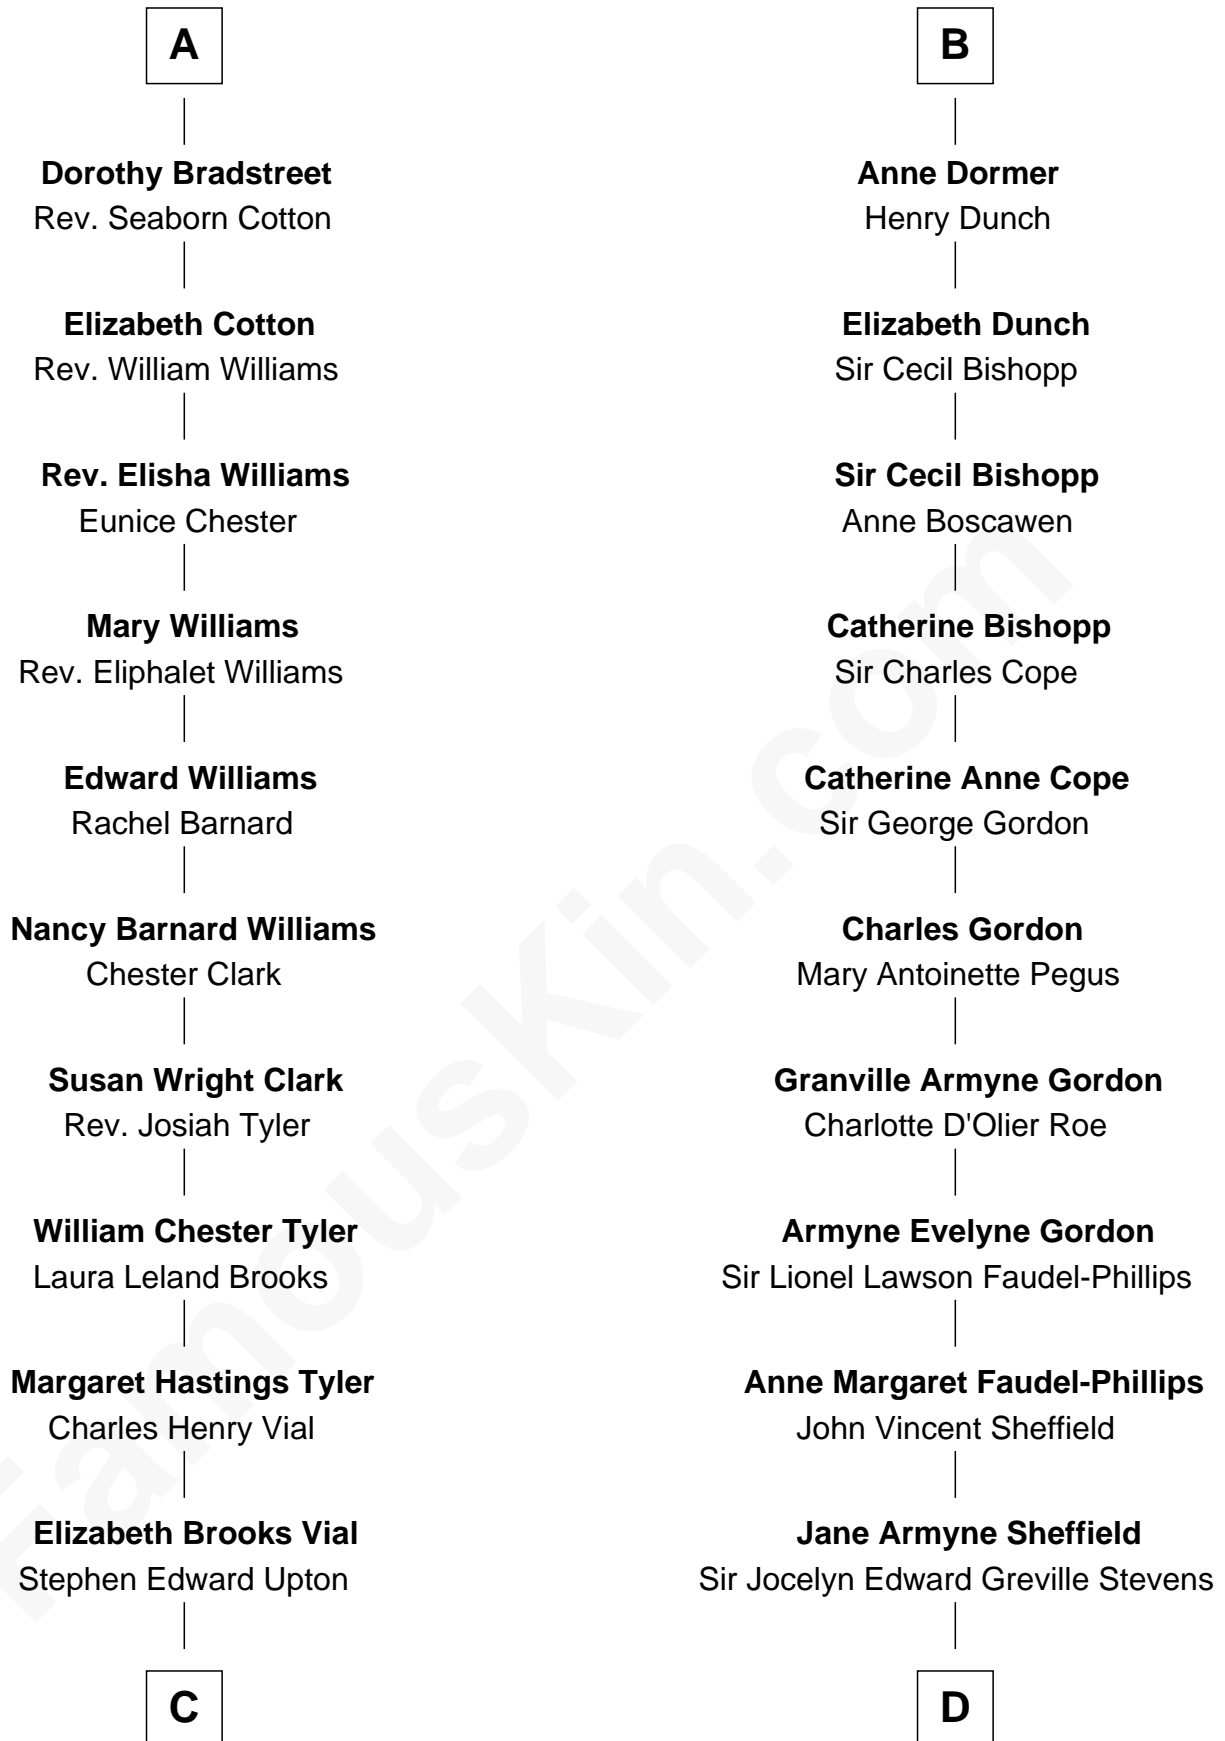 A
Dorothy Bradstreet
Rev. Seaborn Cotton
Elizabeth Cotton
Rev. William Williams
Rev. Elisha Williams
Eunice Chester
Mary Williams
Rev. Eliphalet Williams
Edward Williams
Rachel Barnard
Nancy Barnard Williams
Chester Clark
Susan Wright Clark
Rev. Josiah Tyler
William Chester Tyler
Laura Leland Brooks
Margaret Hastings Tyler
Charles Henry Vial
Elizabeth Brooks Vial
Stephen Edward Upton
C
B
Anne Dormer
Henry Dunch
Elizabeth Dunch
Sir Cecil Bishopp
Sir Cecil Bishopp
Anne Boscawen
Catherine Bishopp
Sir Charles Cope
Catherine Anne Cope
Sir George Gordon
Charles Gordon
Mary Antoinette Pegus
Granville Armyne Gordon
Charlotte D'Olier Roe
Armyne Evelyne Gordon
Sir Lionel Lawson Faudel-Phillips
Anne Margaret Faudel-Phillips
John Vincent Sheffield
Jane Armyne Sheffield
Sir Jocelyn Edward Greville Stevens
D
FamousKin.com